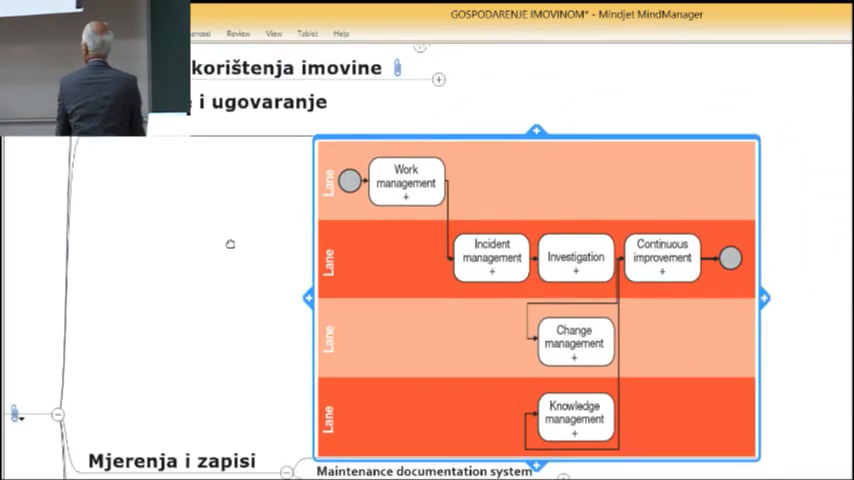 GOSPODARENJE IMOVINOM* - Mindjet MindManager
Review View Tablet Help
korištenja imovine
i ugovaranje
Lane
Work
management
+
Lane
Incident
management
+
Investigation
+
Continuous
improvement
+
Lane
Change
management
+
Lane
Knowledge
management
+
Mjerenja i zapisi
Maintenance documentation system